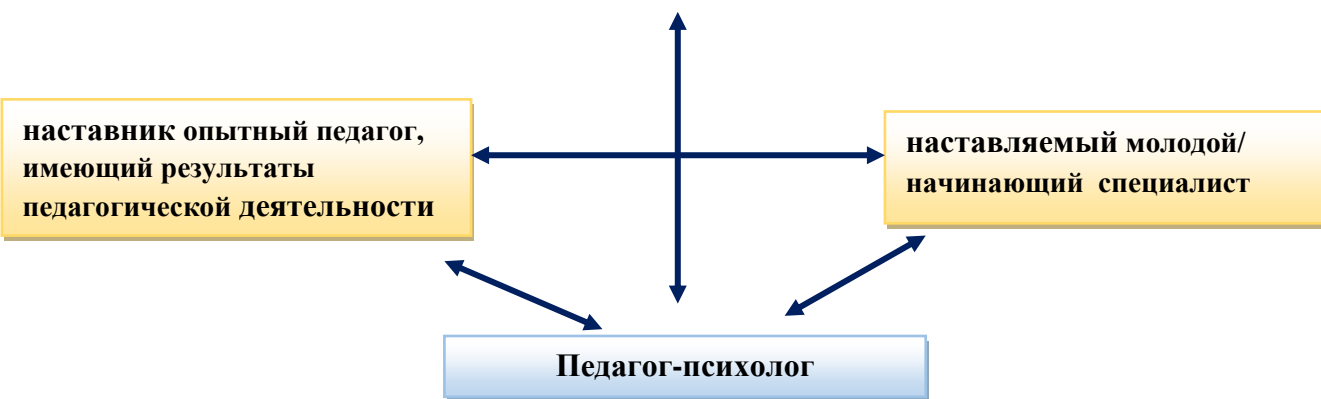 наставник опытный педагог,
имеющий результаты
педагогической деятельности
наставляемый молодой/
начинающий специалист
Педагог-психолог